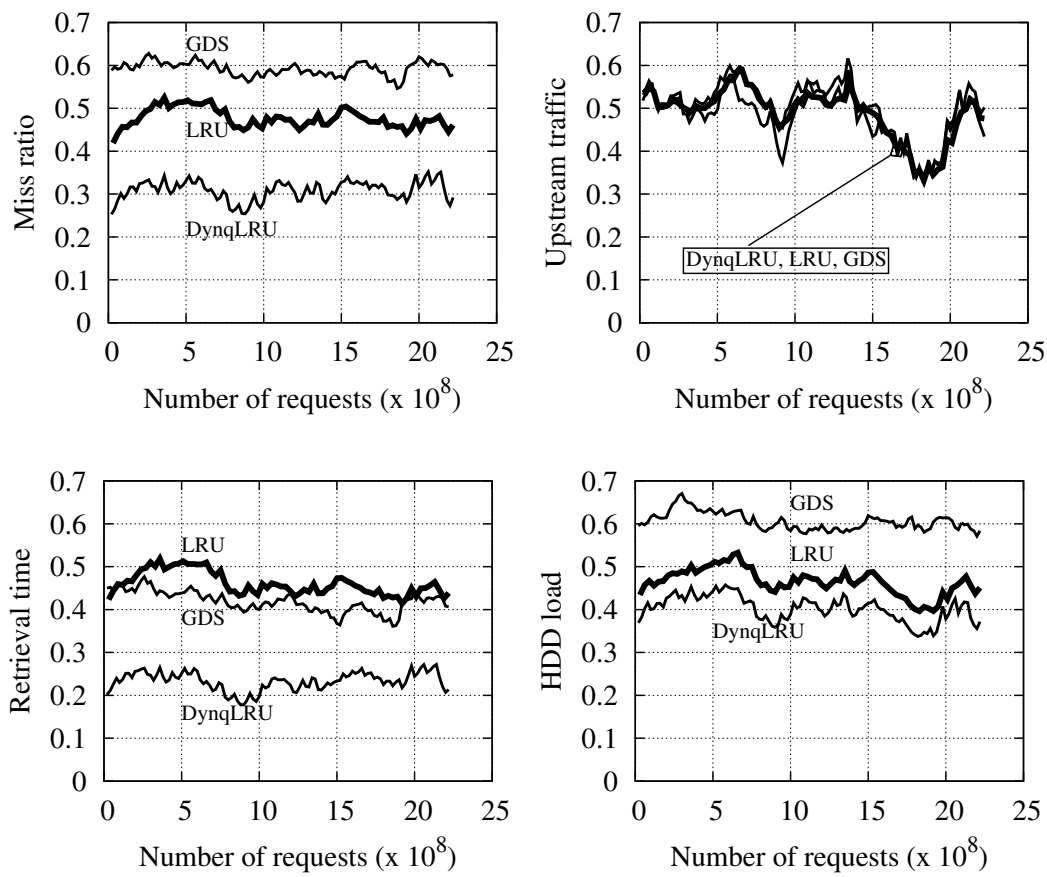 0.7
0.6
0.5
0.4
0.3
0.2
0.1
0
Miss ratio
GDS
LRU
DynqLRU
0 5 10 15 20 25
Number of requests (x 10^8)
0.7
0.6
0.5
0.4
0.3
0.2
0.1
0
Upstream traffic
DynqLRU, LRU, GDS
0 5 10 15 20 25
Number of requests (x 10^8)
0.7
0.6
0.5
0.4
0.3
0.2
0.1
0
Retrieval time
LRU
GDS
DynqLRU
0 5 10 15 20 25
Number of requests (x 10^8)
0.7
0.6
0.5
0.4
0.3
0.2
0.1
0
HDD load
GDS
LRU
DynqLRU
0 5 10 15 20 25
Number of requests (x 10^8)